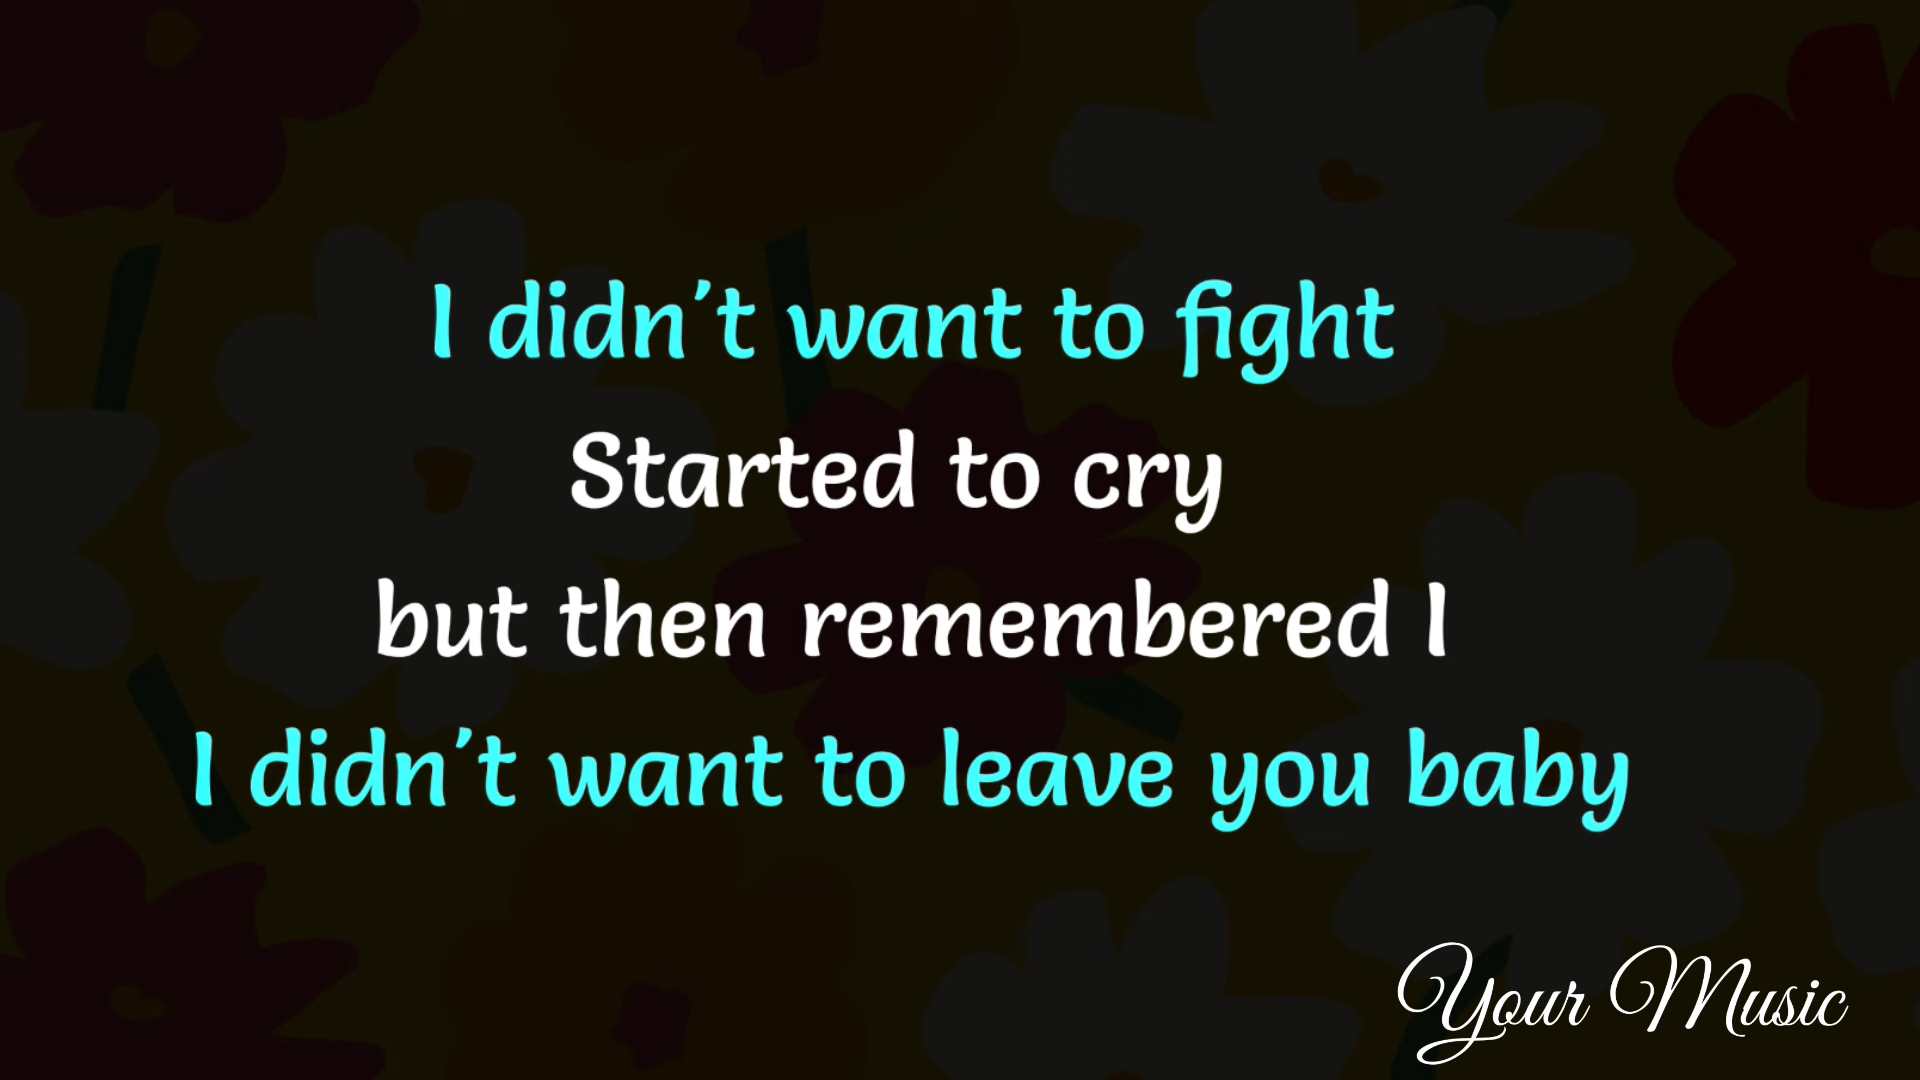 I didn't want to fight
Started to cry
but then remembered I
I didn't want to leave you baby
Your Music